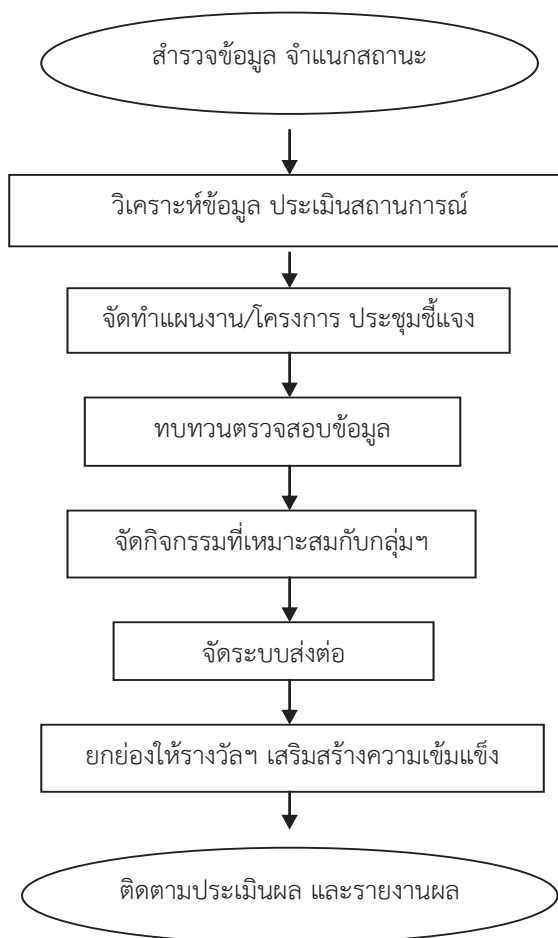 สำรวจข้อมูล จำแนกสถานะ
วิเคราะห์ข้อมูล ประเมินสถานการณ์
จัดทำแผนงาน/โครงการ ประชุมชี้แจง
ทบทวนตรวจสอบข้อมูล
จัดกิจกรรมที่เหมาะสมกับกลุ่มฯ
จัดระบบส่งต่อ
ยกย่องให้รางวัลฯ เสริมสร้างความเข้มแข็ง
ติดตามประเมินผล และรายงานผล